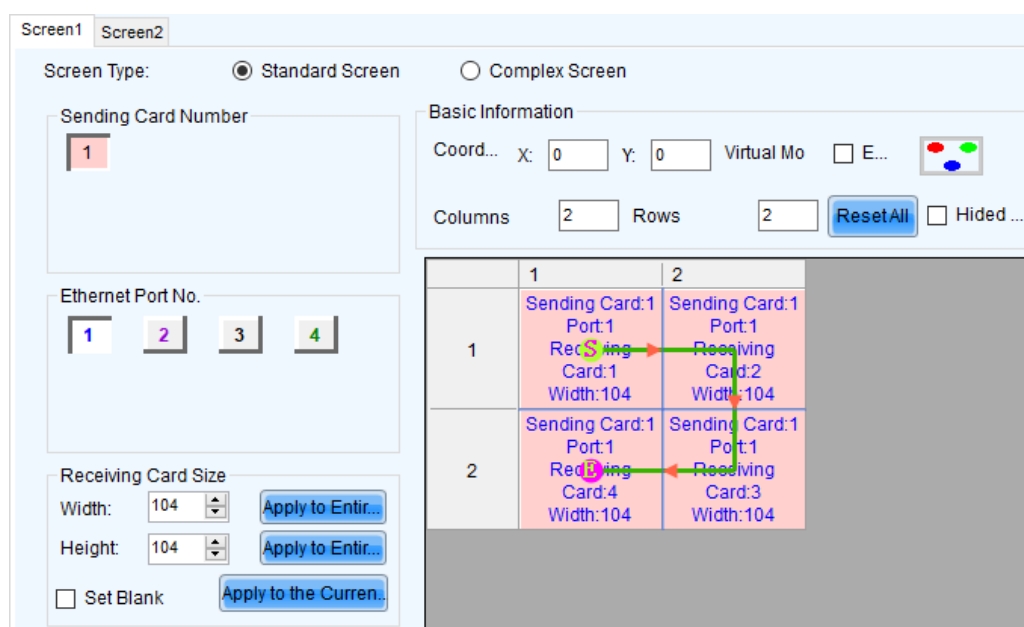 Screen1 Screen2
Screen Type: Standard Screen Complex Screen
Sending Card Number
1
Basic Information
Coord... X: 0 Y: 0 Virtual Mo E...
Columns 2 Rows 2 Reset All Hided ...
Ethernet Port No.
1 2 3 4
Receiving Card Size
Width: 104 Apply to Entir...
Height: 104 Apply to Entir...
Set Blank Apply to the Curren..
1 2
1
Sending Card:1
Port:1
Receiving
Card:1
Width:104
S
Sending Card:1
Port:1
Receiving
Card:2
Width:104
2
Sending Card:1
Port:1
Receiving
Card:4
Width:104
E
Sending Card:1
Port:1
Receiving
Card:3
Width:104